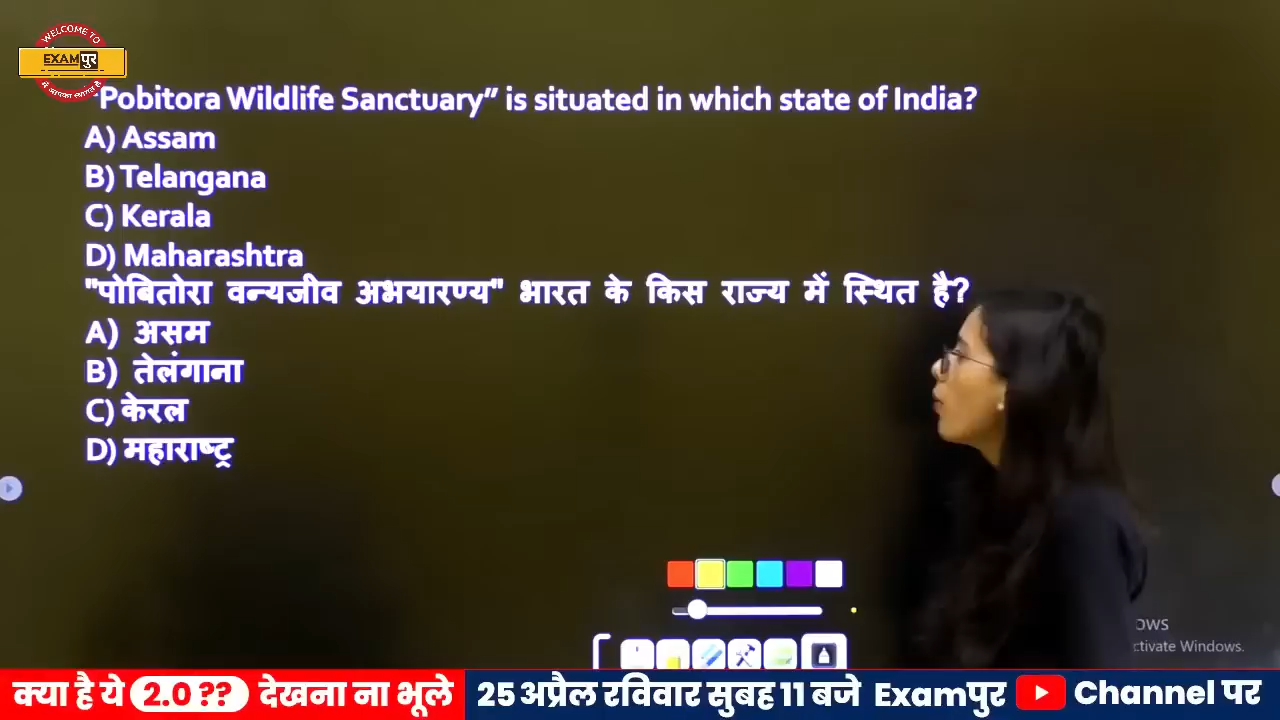 WELCOME TO
EXAMपुर
में आपका स्वागत है
"Pobitora Wildlife Sanctuary” is situated in which state of India?
A) Assam
B) Telangana
C) Kerala
D) Maharashtra
"पोबितोरा वन्यजीव अभयारण्य" भारत के किस राज्य में स्थित है?
A) असम
B) तेलंगाना
C) केरल
D) महाराष्ट्र
ctivate Windows.
क्या है ये 2.0 ?? देखना ना भूले 25 अप्रैल रविवार सुबह 11 बजे Examपुर Channel पर